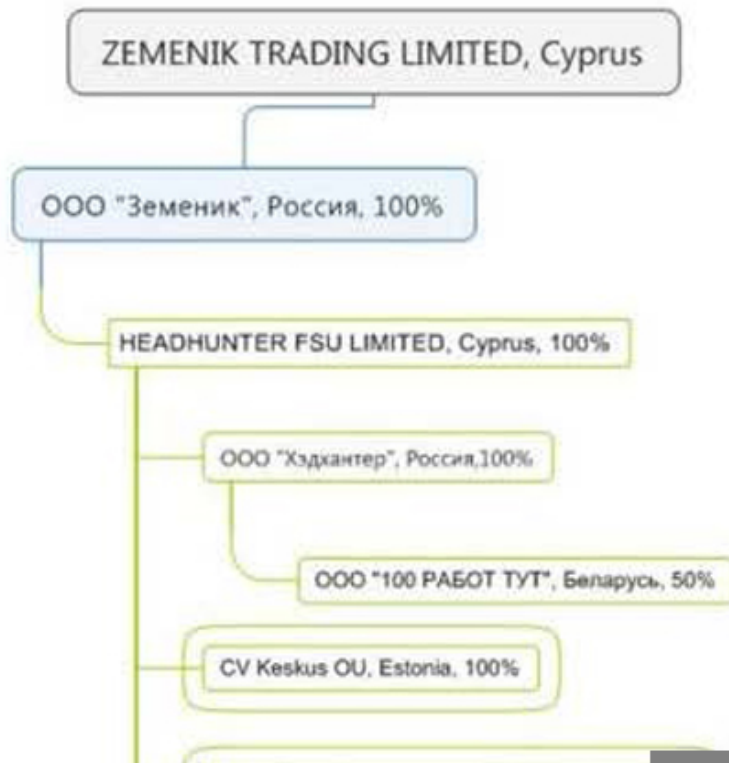 ZEMENIK TRADING LIMITED, Cyprus
ООО "Земеник", Россия, 100%
HEADHUNTER FSU LIMITED, Cyprus, 100%
ООО "Хэдхантер", Россия,100%
ООО "100 РАБОТ ТУТ", Беларусь, 50%
CV Keskus OU, Estonia, 100%